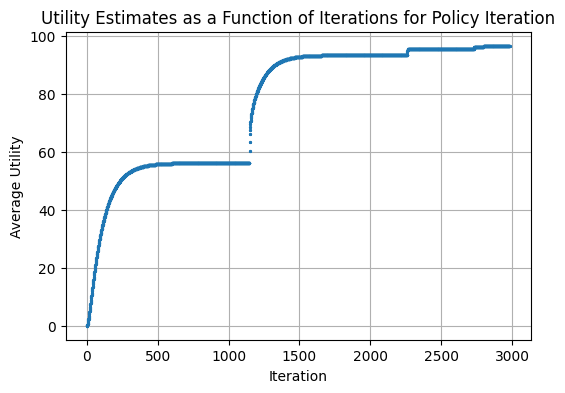 Utility Estimates as a Function of Iterations for Policy Iteration
100
80
60
40
20
0
Average Utility
0 500 1000 1500 2000 2500 3000
Iteration